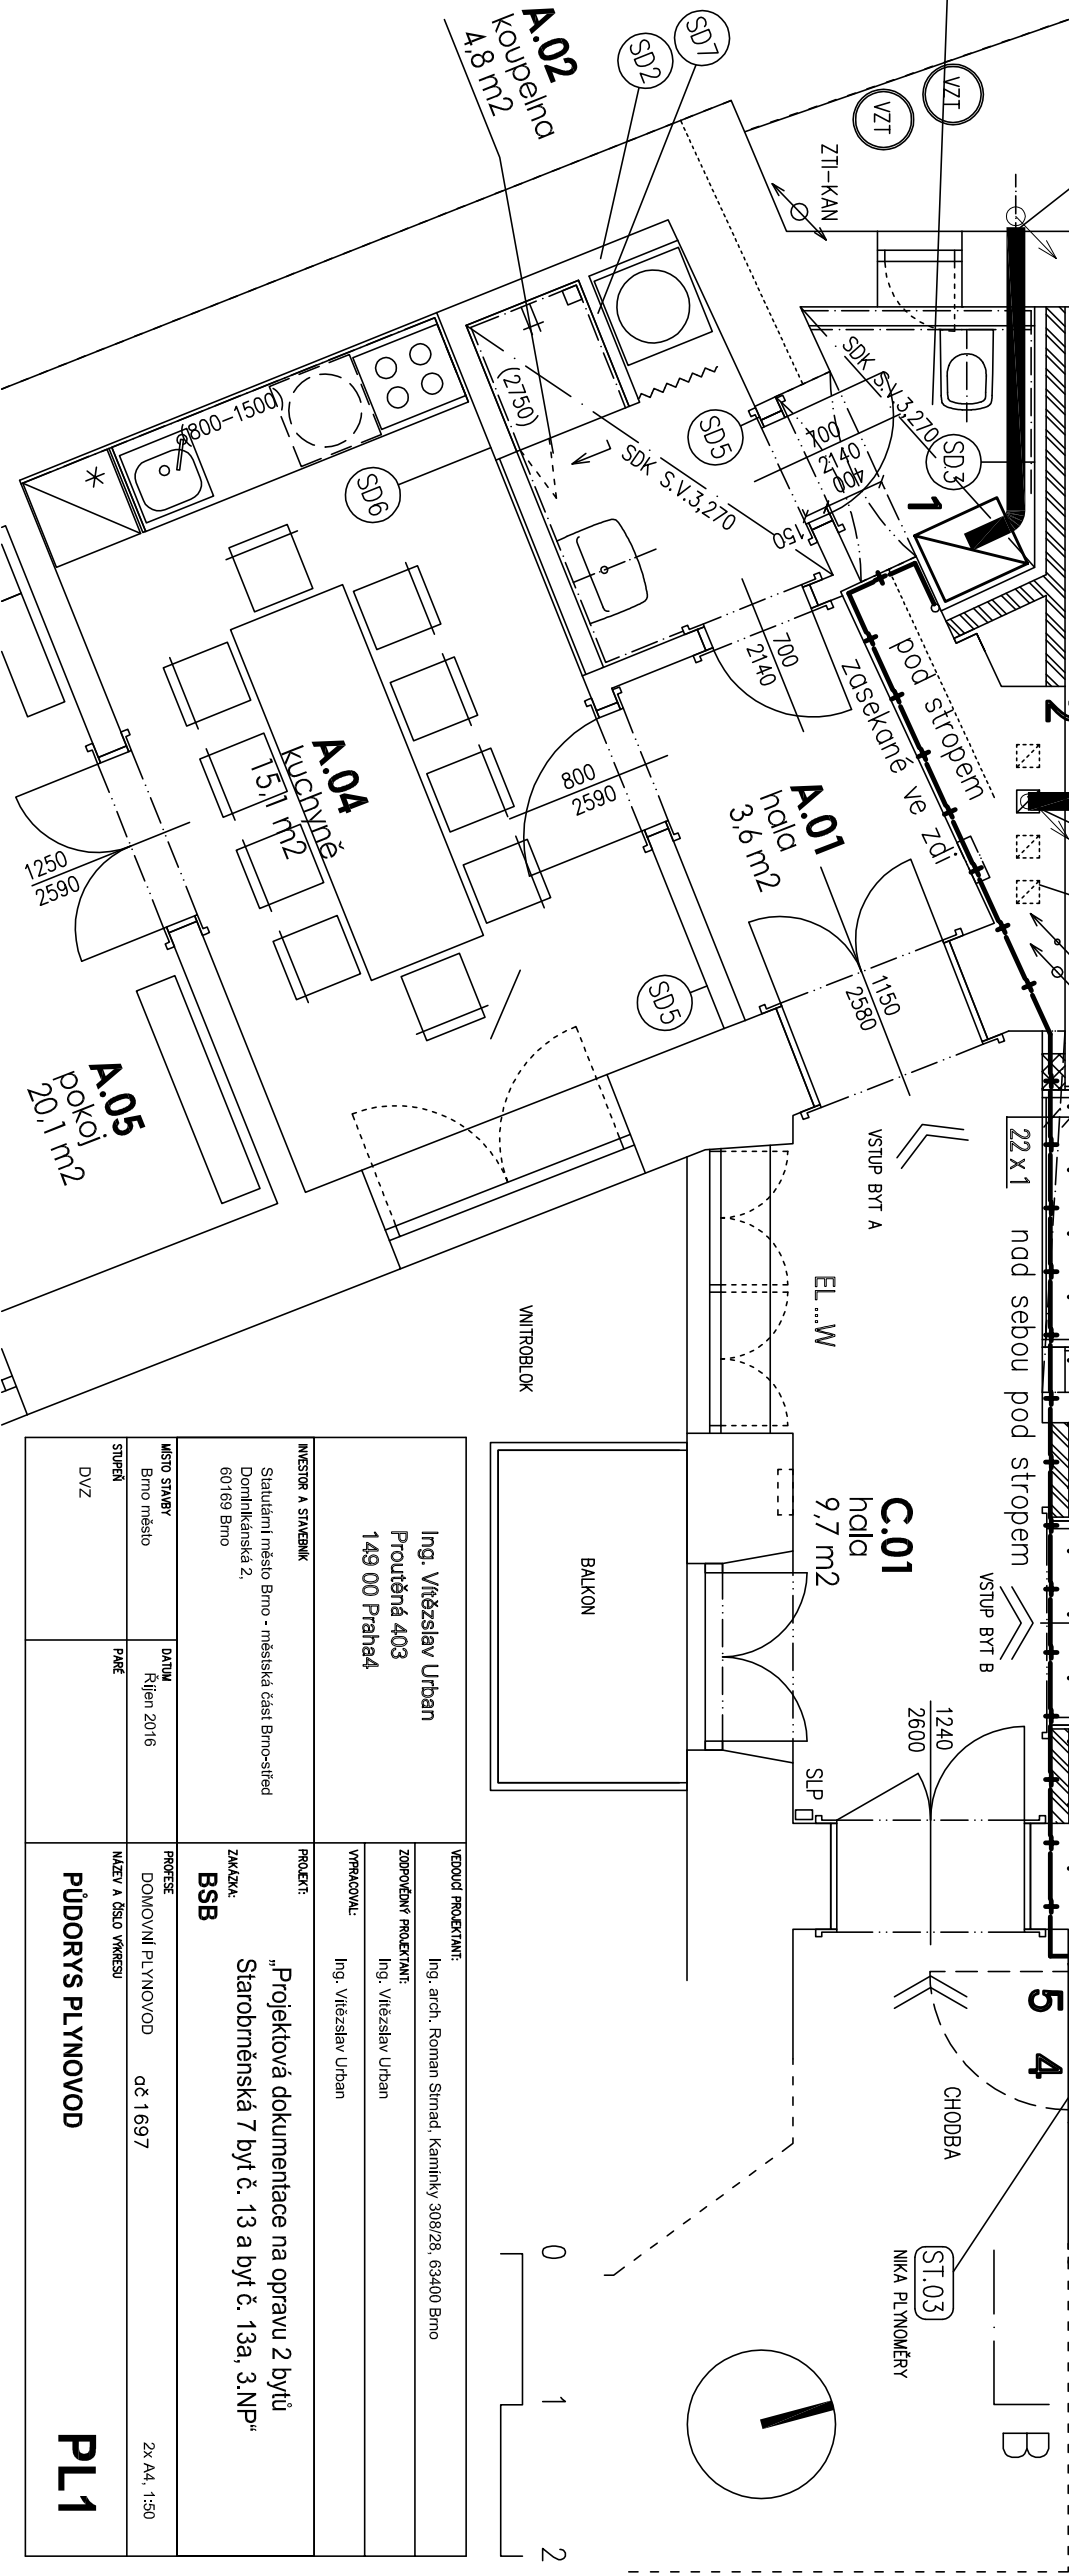 A.02
koupelna
4,8 m2
SD2
SD7
VZT
VZT
ZTI-KAN
SDK S.V.3,270
SD3
1
SD5
700
2140
400
150
(2750)
SDK S.V.3,270
(800-1500)
SD6
700
2140
pod stropem
zasekané ve zdi
2
A.01
hala
3,6 m2
800
2590
A.04
kuchyně
15,1 m2
1250
2590
SD5
1150
2580
A.05
pokoj
20,1 m2
VSTUP BYT A
22 x 1
nad sebou pod stropem
EL ...W
VNITROBLOK
C.01
hala
9,7 m2
VSTUP BYT B
BALKON
1240
2600
SLP
5
4
CHODBA
ST.03
NIKA PLYNOMĚRY
B
0
1
2
Ing. Vítězslav Urban
Proutěná 403
149 00 Praha4
VEDOUCÍ PROJEKTANT:
Ing. arch. Roman Strnad, Kamínky 308/28, 63400 Brno
ZODPOVĚDNÝ PROJEKTANT:
Ing. Vítězslav Urban
VYPRACOVAL:
Ing. Vítězslav Urban
INVESTOR A STAVEBNÍK
Statutární město Brno - městská část Brno-střed
Dominikánská 2,
60169 Brno
PROJEKT:
„Projektová dokumentace na opravu 2 bytů
Starobrněnská 7 byt č. 13 a byt č. 13a, 3.NP“
ZAKÁZKA:
BSB
MÍSTO STAVBY
Brno město
DATUM
Říjen 2016
PROFESE
DOMOVNÍ PLYNOVOD
ač 1697
2x A4, 1:50
STUPEŇ
DVZ
PARÉ
NÁZEV A ČÍSLO VÝKRESU
PŮDORYS PLYNOVOD
PL1